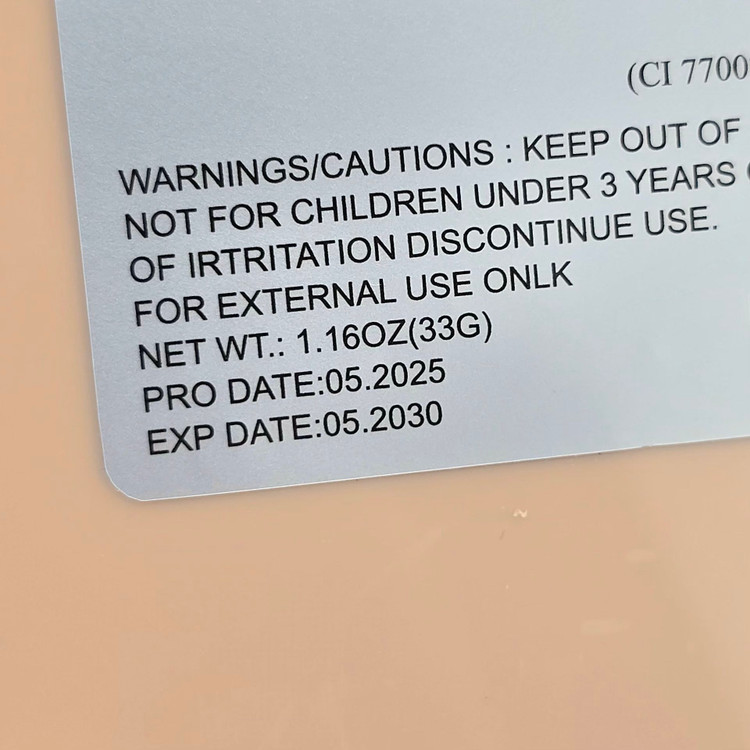 (CI 7700
WARNINGS/CAUTIONS : KEEP OUT OF
NOT FOR CHILDREN UNDER 3 YEARS
OF IRTRITATION DISCONTINUE USE.
FOR EXTERNAL USE ONLK
NET WT.: 1.16OZ(33G)
PRO DATE:05.2025
EXP DATE:05.2030